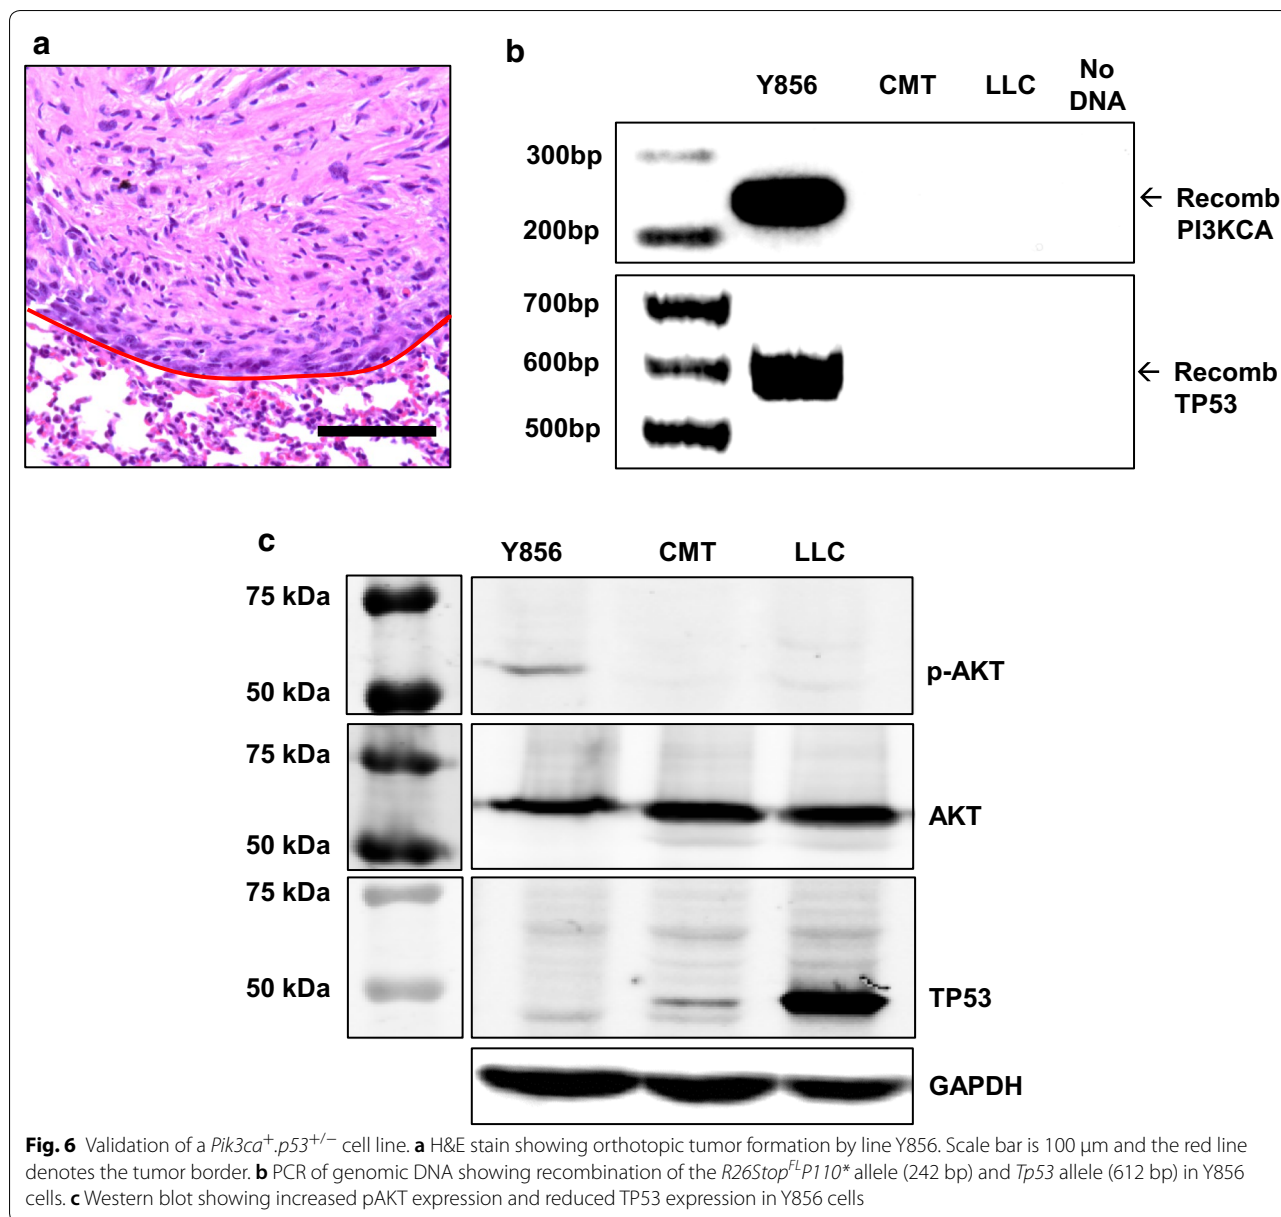 a
b
Y856 CMT LLC No DNA
300bp
200bp
← Recomb
PI3KCA
700bp
600bp
500bp
← Recomb
TP53
c
Y856 CMT LLC
75 kDa
50 kDa
p-AKT
75 kDa
50 kDa
AKT
75 kDa
50 kDa
TP53
GAPDH
Fig. 6 Validation of a Pik3ca⁺.p53⁺/⁻ cell line. a H&E stain showing orthotopic tumor formation by line Y856. Scale bar is 100 µm and the red line
denotes the tumor border. b PCR of genomic DNA showing recombination of the R26Stop^FL P110* allele (242 bp) and Tp53 allele (612 bp) in Y856
cells. c Western blot showing increased pAKT expression and reduced TP53 expression in Y856 cells